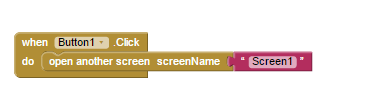 when Button1 .Click
do open another screen screenName " Screen1 "